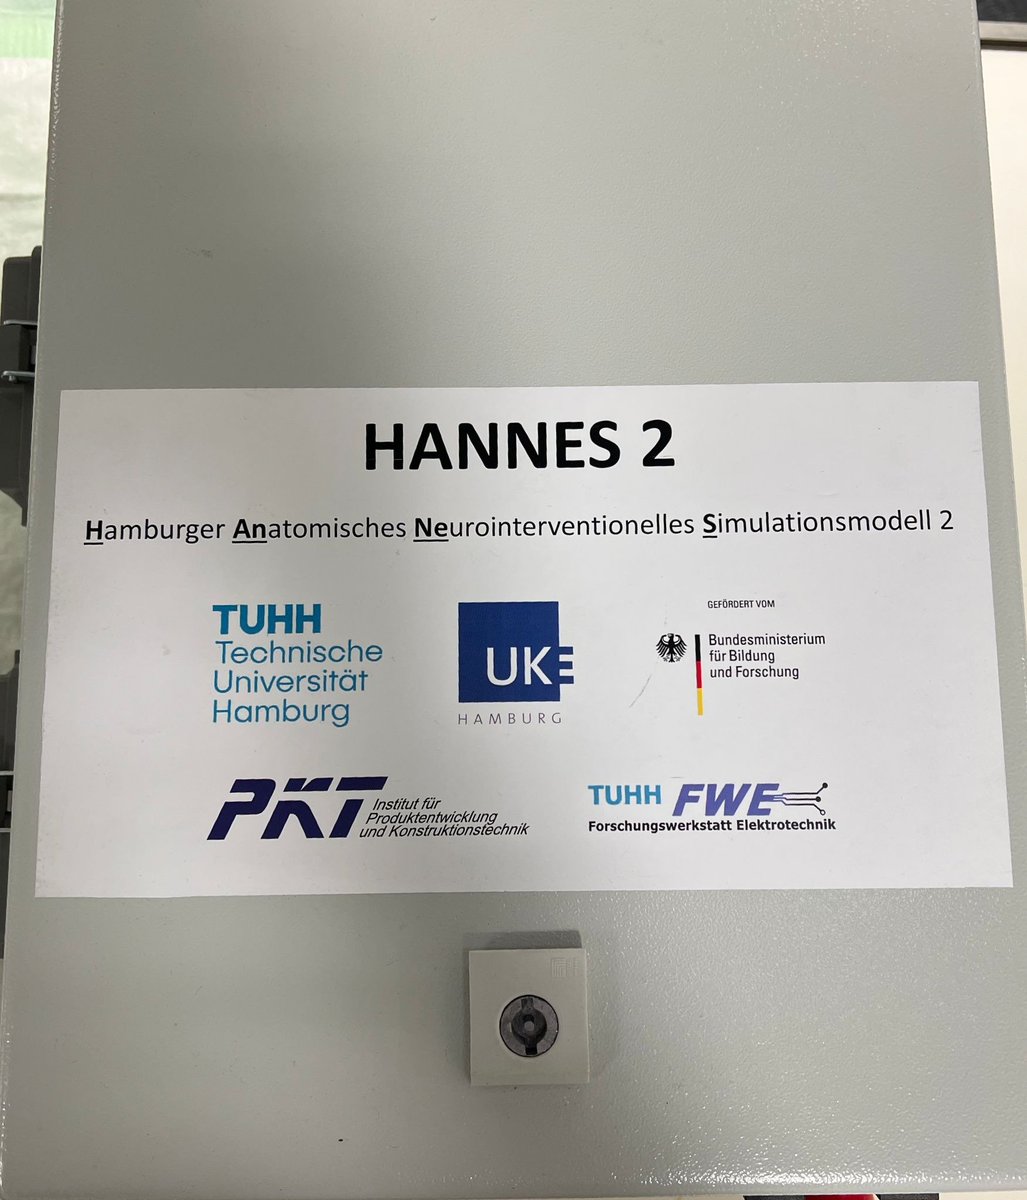 HANNES 2
Hamburger Anatomisches Neurointerventionelles Simulationsmodell 2
TUHH
Technische
Universität
Hamburg
UKE
HAMBURG
GEFÖRDERT VOM
Bundesministerium
für Bildung
und Forschung
PKT
Institut für
Produktentwicklung
und Konstruktionstechnik
TUHH FWE
Forschungswerkstatt Elektrotechnik